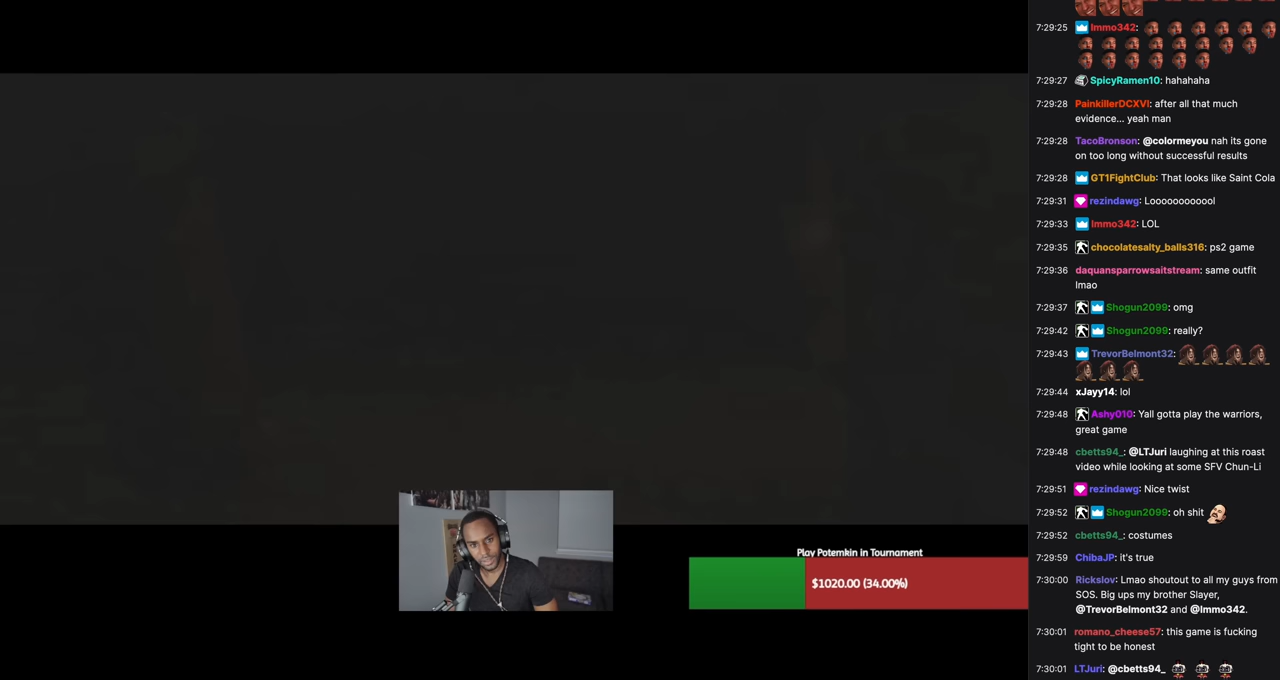 Play Potemkin in Tournament
$1020.00 (34.00%)
7:29:25 Immo342:
7:29:27 SpicyRamen10: hahahaha
7:29:28 PainkillerDCXVI: after all that much
evidence... yeah man
7:29:28 TacoBronson: @colormeyou nah its gone
on too long without successful results
7:29:28 GT1FightClub: That looks like Saint Cola
7:29:31 rezindawg: Loooooooooool
7:29:33 Immo342: LOL
7:29:35 chocolatesalty_balls316: ps2 game
7:29:36 daquansparrowsaitstream: same outfit
lmao
7:29:37 Shogun2099: omg
7:29:42 Shogun2099: really?
7:29:43 TrevorBelmont32:
7:29:44 xJayy14: lol
7:29:48 Ashy010: Yall gotta play the warriors,
great game
7:29:48 cbetts94_: @LTJuri laughing at this roast
video while looking at some SFV Chun-Li
7:29:51 rezindawg: Nice twist
7:29:52 Shogun2099: oh shit
7:29:52 cbetts94_: costumes
7:29:59 ChibaJP: it's true
7:30:00 Rickslov: Lmao shoutout to all my guys from
SOS. Big ups my brother Slayer,
@TrevorBelmont32 and @Immo342.
7:30:01 romano_cheese57: this game is fucking
tight to be honest
7:30:01 LTJuri: @cbetts94_